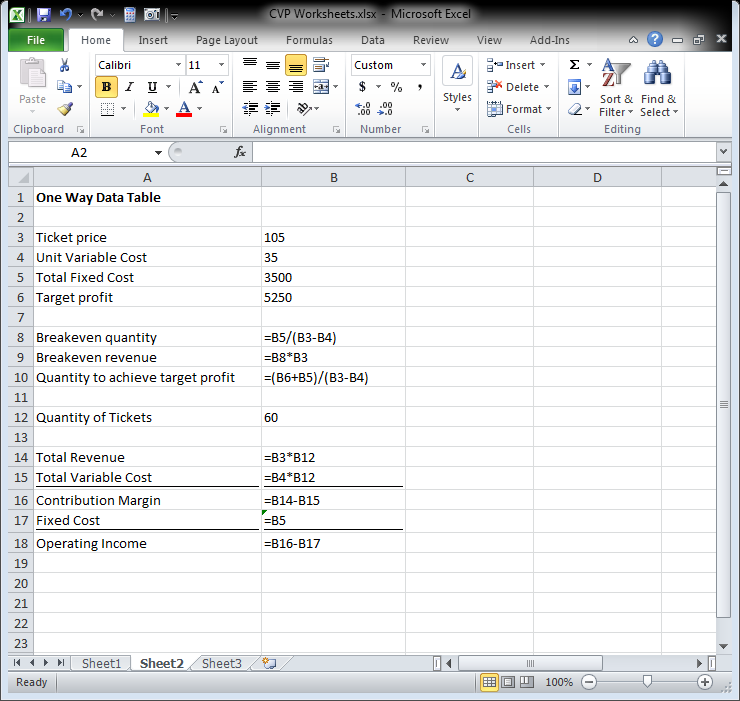 CVP Worksheets.xlsx - Microsoft Excel
File Home Insert Page Layout Formulas Data Review View Add-Ins
Calibri 11 Custom Insert Σ
Paste B I U A A $ % , Styles Delete Sort & Find &
A .00 .0 Format Filter Select
Clipboard Font Alignment Number Cells Editing
A2 fx
A B C D
1 One Way Data Table
2
3 Ticket price 105
4 Unit Variable Cost 35
5 Total Fixed Cost 3500
6 Target profit 5250
7
8 Breakeven quantity =B5/(B3-B4)
9 Breakeven revenue =B8*B3
10 Quantity to achieve target profit =(B6+B5)/(B3-B4)
11
12 Quantity of Tickets 60
13
14 Total Revenue =B3*B12
15 Total Variable Cost =B4*B12
16 Contribution Margin =B14-B15
17 Fixed Cost =B5
18 Operating Income =B16-B17
19
20
21
22
23
Sheet1 Sheet2 Sheet3
Ready 100%